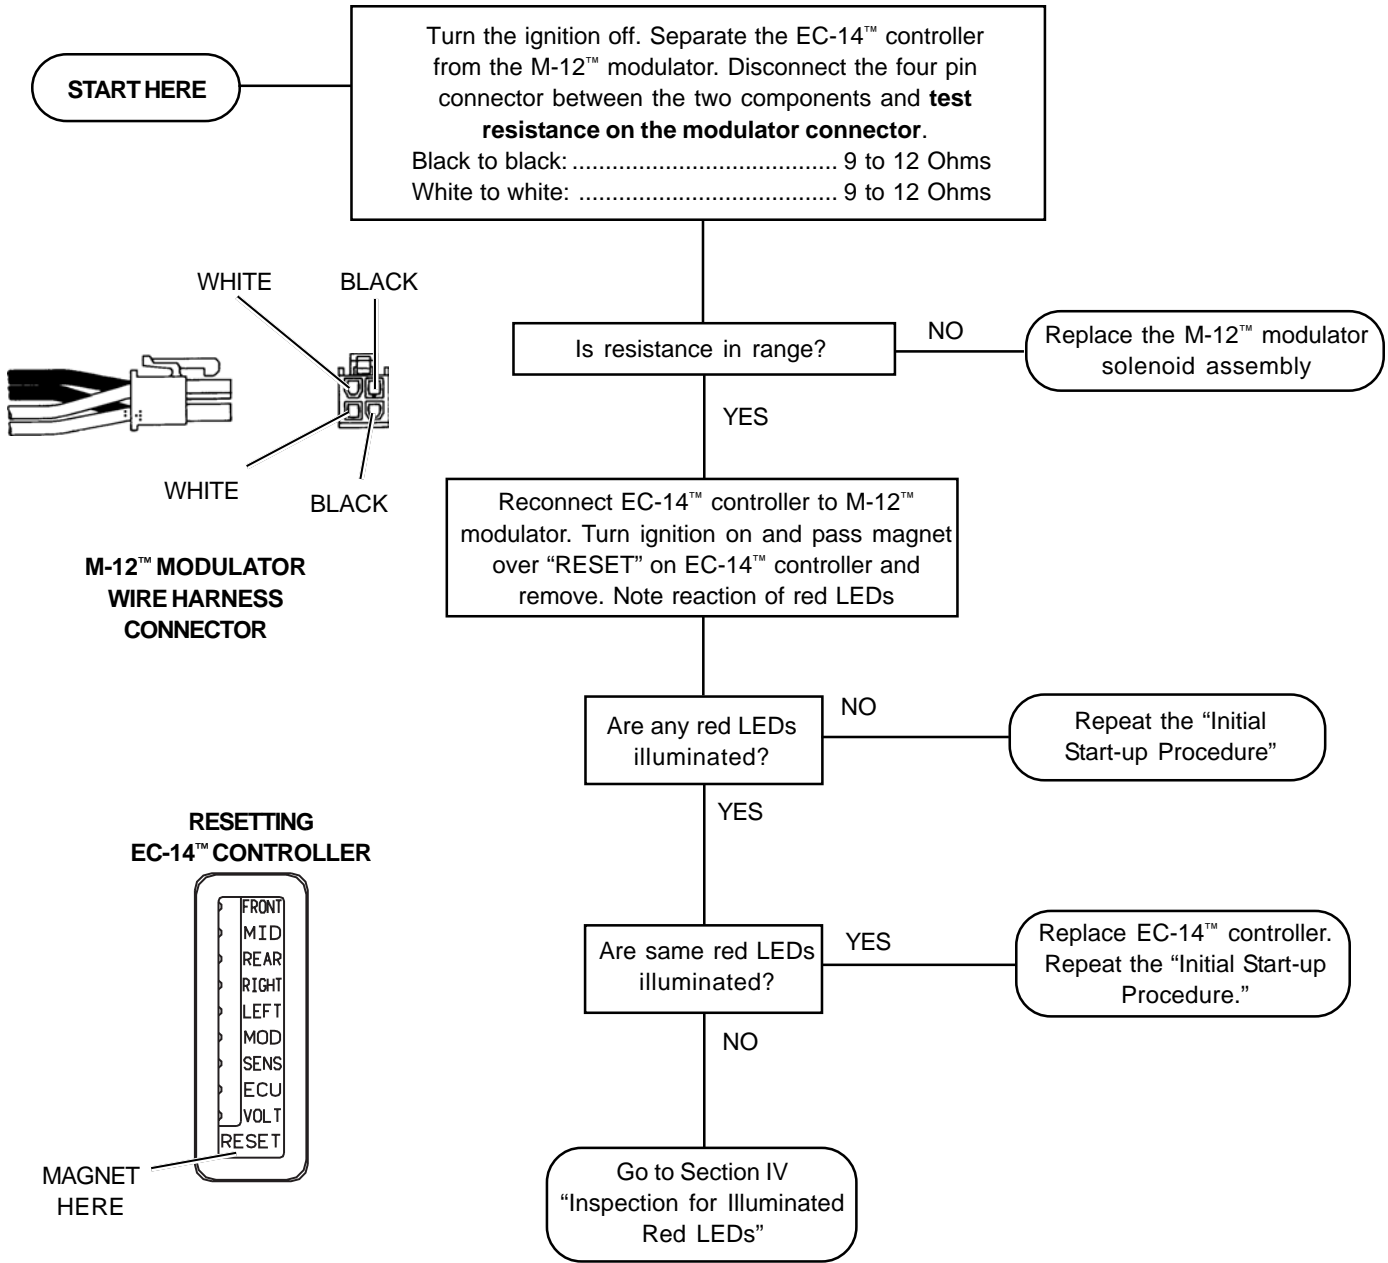 START HERE
Turn the ignition off. Separate the EC-14™ controller
from the M-12™ modulator. Disconnect the four pin
connector between the two components and test
resistance on the modulator connector.
Black to black: ........................................ 9 to 12 Ohms
White to white: ....................................... 9 to 12 Ohms
WHITE
BLACK
WHITE
BLACK
M-12™ MODULATOR
WIRE HARNESS
CONNECTOR
Is resistance in range?
NO
Replace the M-12™ modulator
solenoid assembly
YES
Reconnect EC-14™ controller to M-12™
modulator. Turn ignition on and pass magnet
over “RESET” on EC-14™ controller and
remove. Note reaction of red LEDs
Are any red LEDs
illuminated?
NO
Repeat the “Initial
Start-up Procedure”
YES
RESETTING
EC-14™ CONTROLLER
FRONT
MID
REAR
RIGHT
LEFT
MOD
SENS
ECU
VOLT
RESET
MAGNET
HERE
Are same red LEDs
illuminated?
YES
Replace EC-14™ controller.
Repeat the “Initial Start-up
Procedure.”
NO
Go to Section IV
“Inspection for Illuminated
Red LEDs”